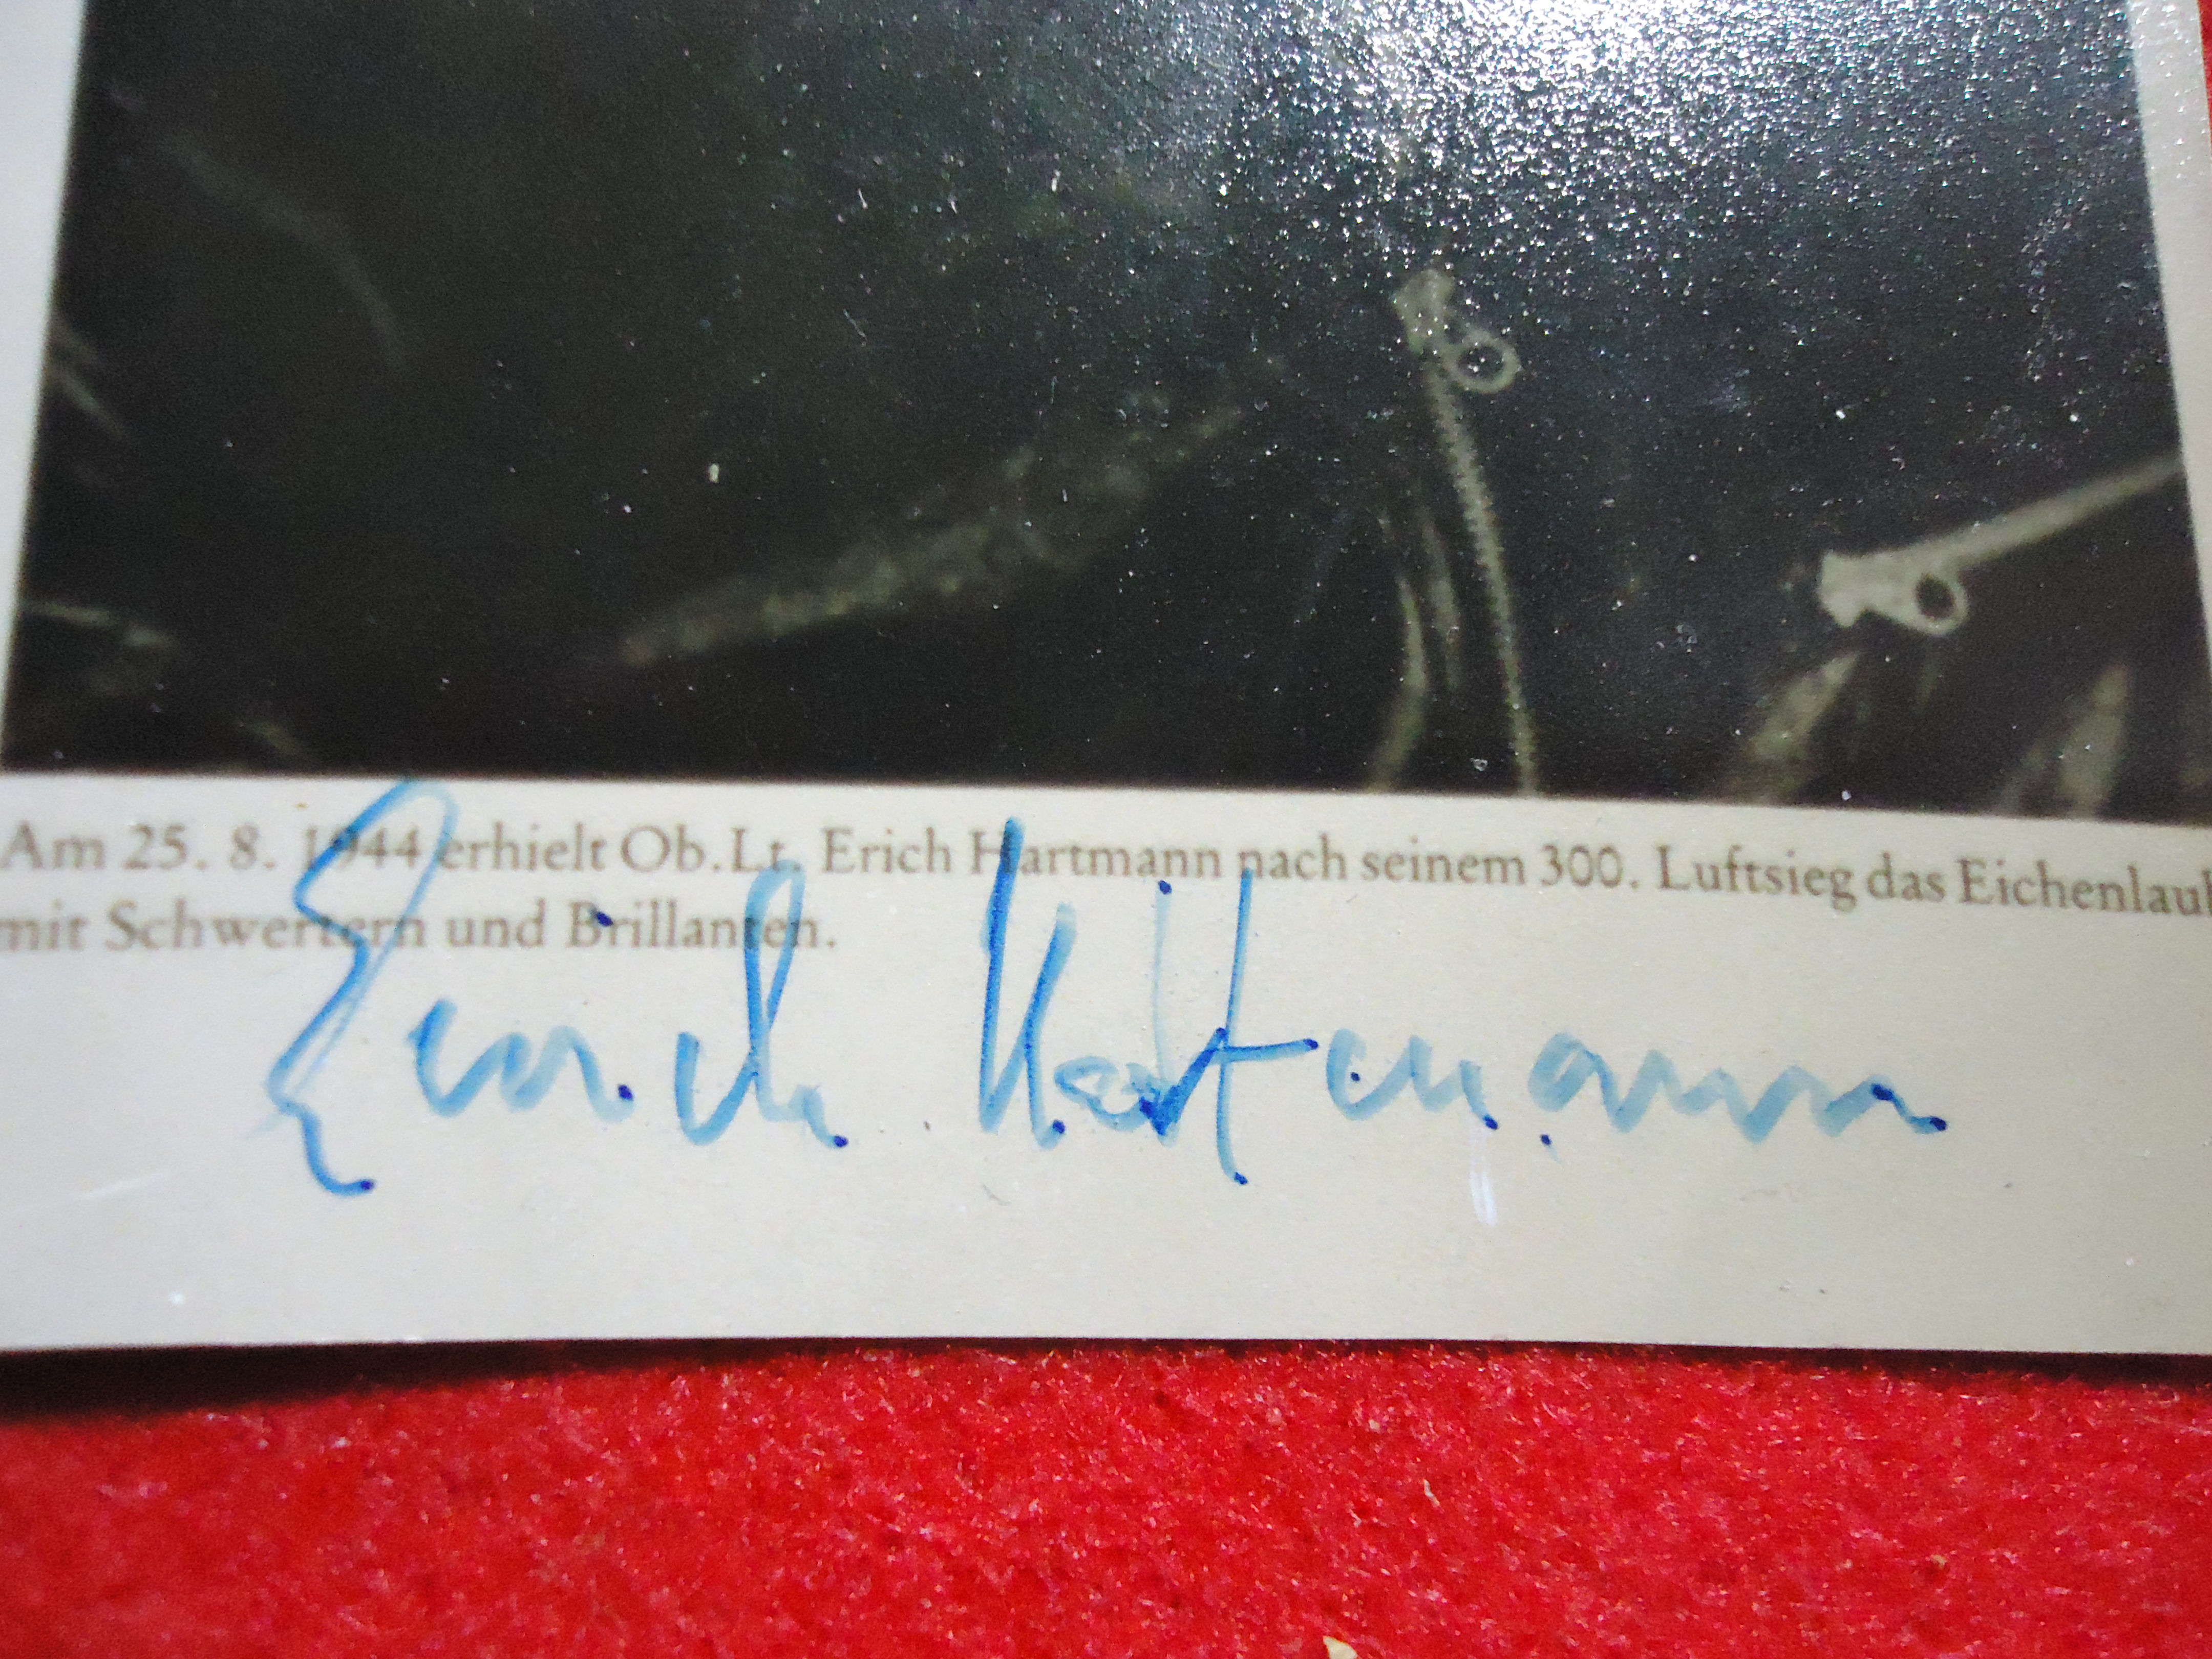 Am 25. 8. 1944 erhielt Ob.Lt. Erich Hartmann nach seinem 300. Luftsieg das Eichenlaub
mit Schwertern und Brillanten.
Erich Hartmann